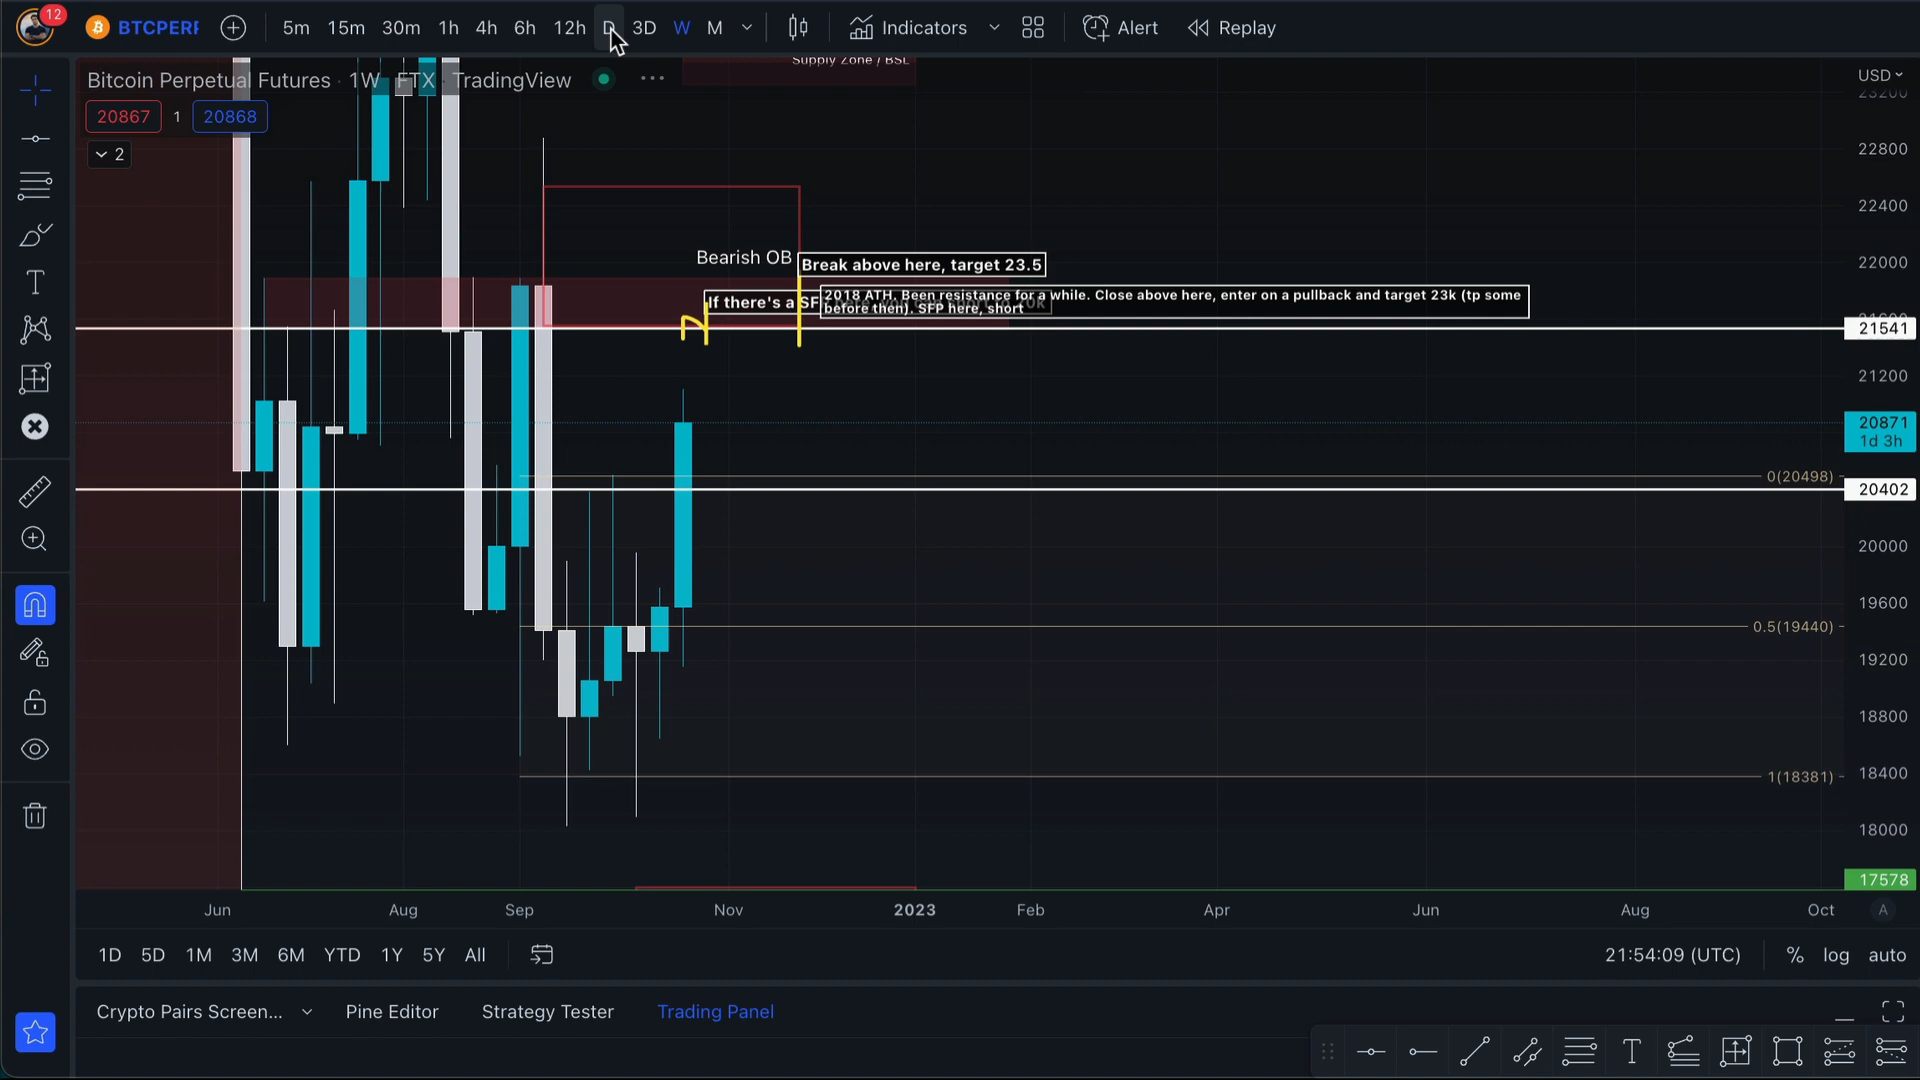 12
BTCPERP
5m 15m 30m 1h 4h 6h 12h D 3D W M
Indicators
Alert
Replay
Supply Zone / BSL
Bitcoin Perpetual Futures · 1W FTX TradingView
USD
23200
20867 1 20868
2
22800
22400
Bearish OB
Break above here, target 23.5
22000
If there's a SF
2018 ATH. Been resistance for a while. Close above here, enter on a pullback and target 23k (tp some
before then). SFP here, short
21541
21200
20871
1d 3h
0(20498)
20402
20000
19600
0.5(19440)
19200
18800
1(18381)
18400
18000
17578
Jun Aug Sep Nov 2023 Feb Apr Jun Aug Oct A
1D 5D 1M 3M 6M YTD 1Y 5Y All
21:54:09 (UTC) % log auto
Crypto Pairs Screen... Pine Editor Strategy Tester Trading Panel